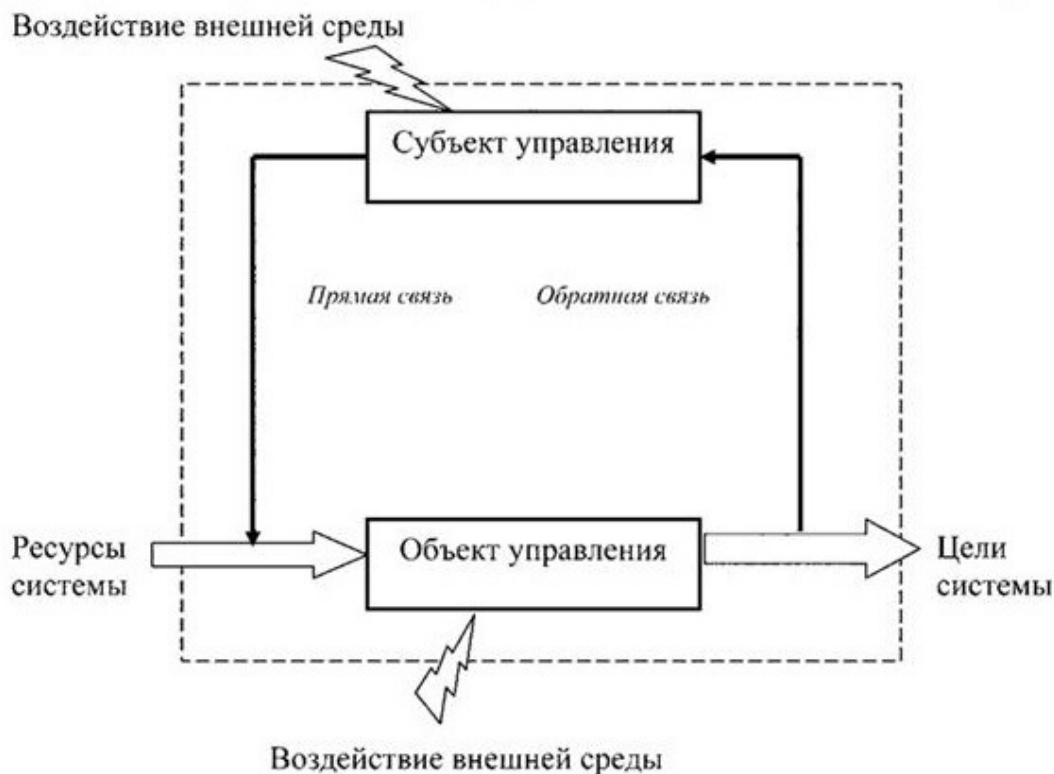 Воздействие внешней среды
Субъект управления
Прямая связь
Обратная связь
Ресурсы
системы
Объект управления
Цели
системы
Воздействие внешней среды